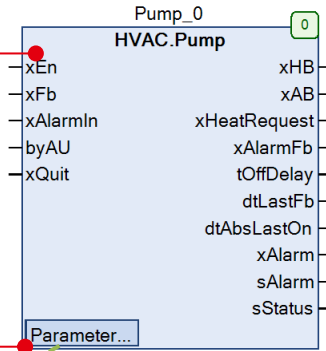 Pump_0
0
HVAC.Pump
xEn xHB
xFb xAB
xAlarmIn xHeatRequest
byAU xAlarmFb
xQuit tOffDelay
dtLastFb
dtAbsLastOn
xAlarm
sAlarm
sStatus
Parameter...